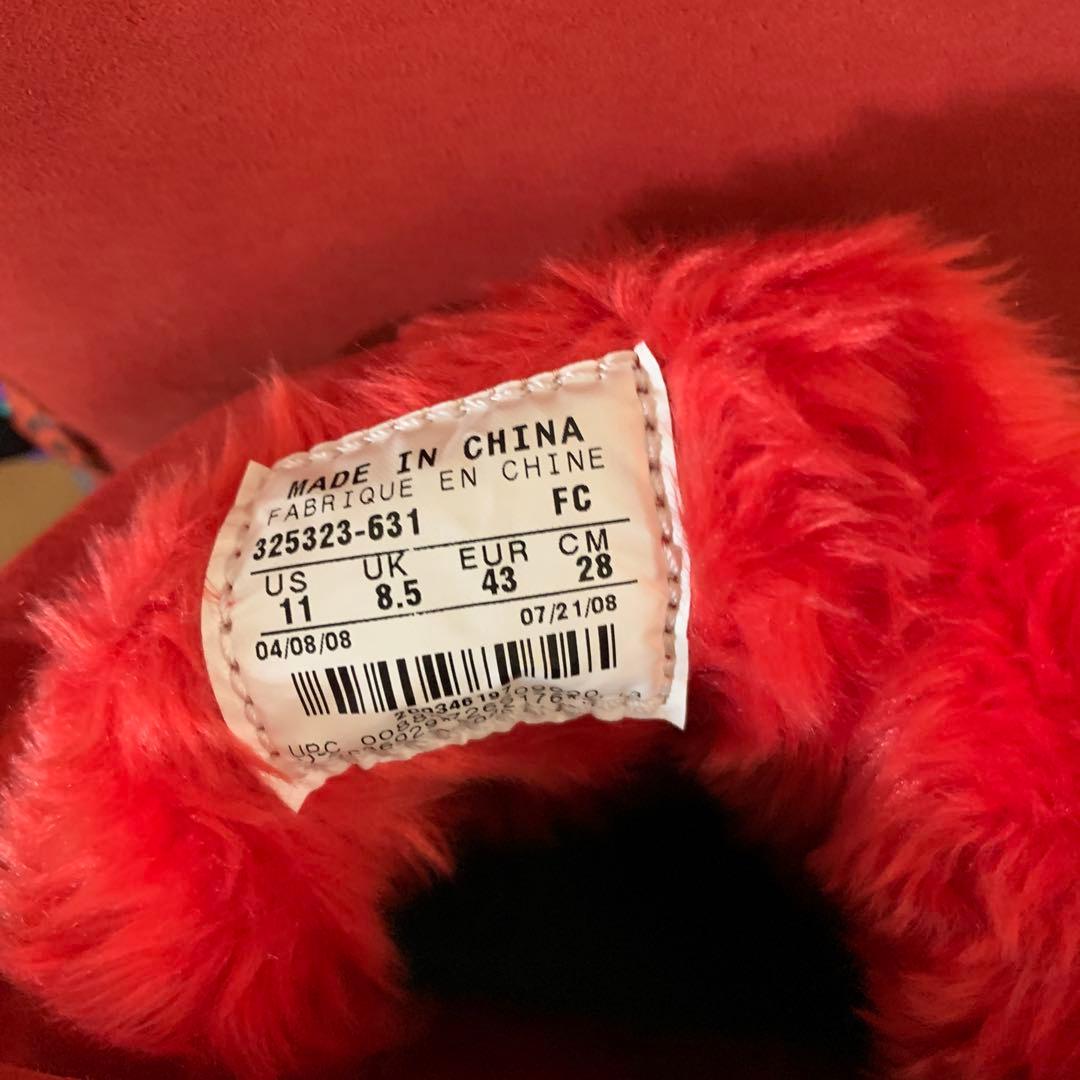 MADE IN CHINA
FABRIQUE EN CHINE
325323-631 FC
US UK EUR CM
11 8.5 43 28
04/08/08 07/21/08
UPC